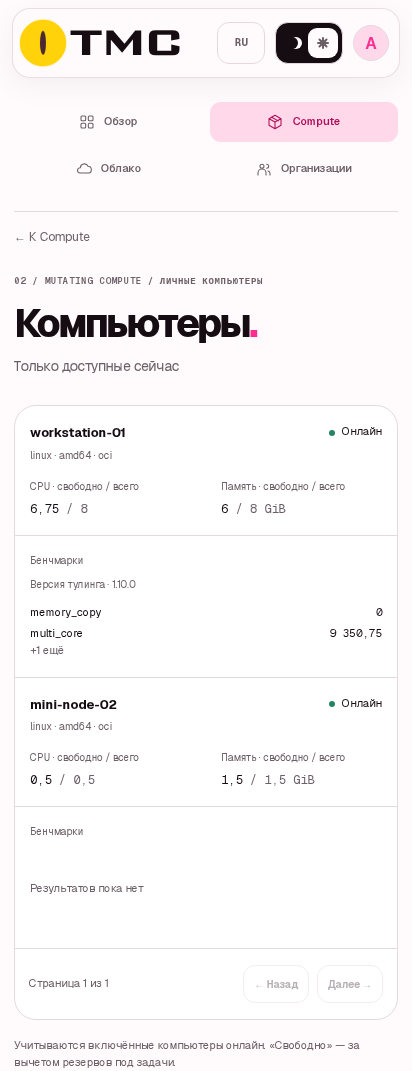 TMC
RU
A
Обзор
Compute
Облако
Организации
← К Compute
02 / MUTATING COMPUTE / ЛИЧНЫЕ КОМПЬЮТЕРЫ
Компьютеры.
Только доступные сейчас
workstation-01
Онлайн
linux · amd64 · oci
CPU · свободно / всего
Память · свободно / всего
6,75 / 8
6 / 8 GiB
Бенчмарки
Версия тулинга · 1.10.0
memory_copy 0
multi_core 9 350,75
+1 ещё
mini-node-02
Онлайн
linux · amd64 · oci
CPU · свободно / всего
Память · свободно / всего
0,5 / 0,5
1,5 / 1,5 GiB
Бенчмарки
Результатов пока нет
Страница 1 из 1
← Назад
Далее →
Учитываются включённые компьютеры онлайн. «Свободно» — за
вычетом резервов под задачи.